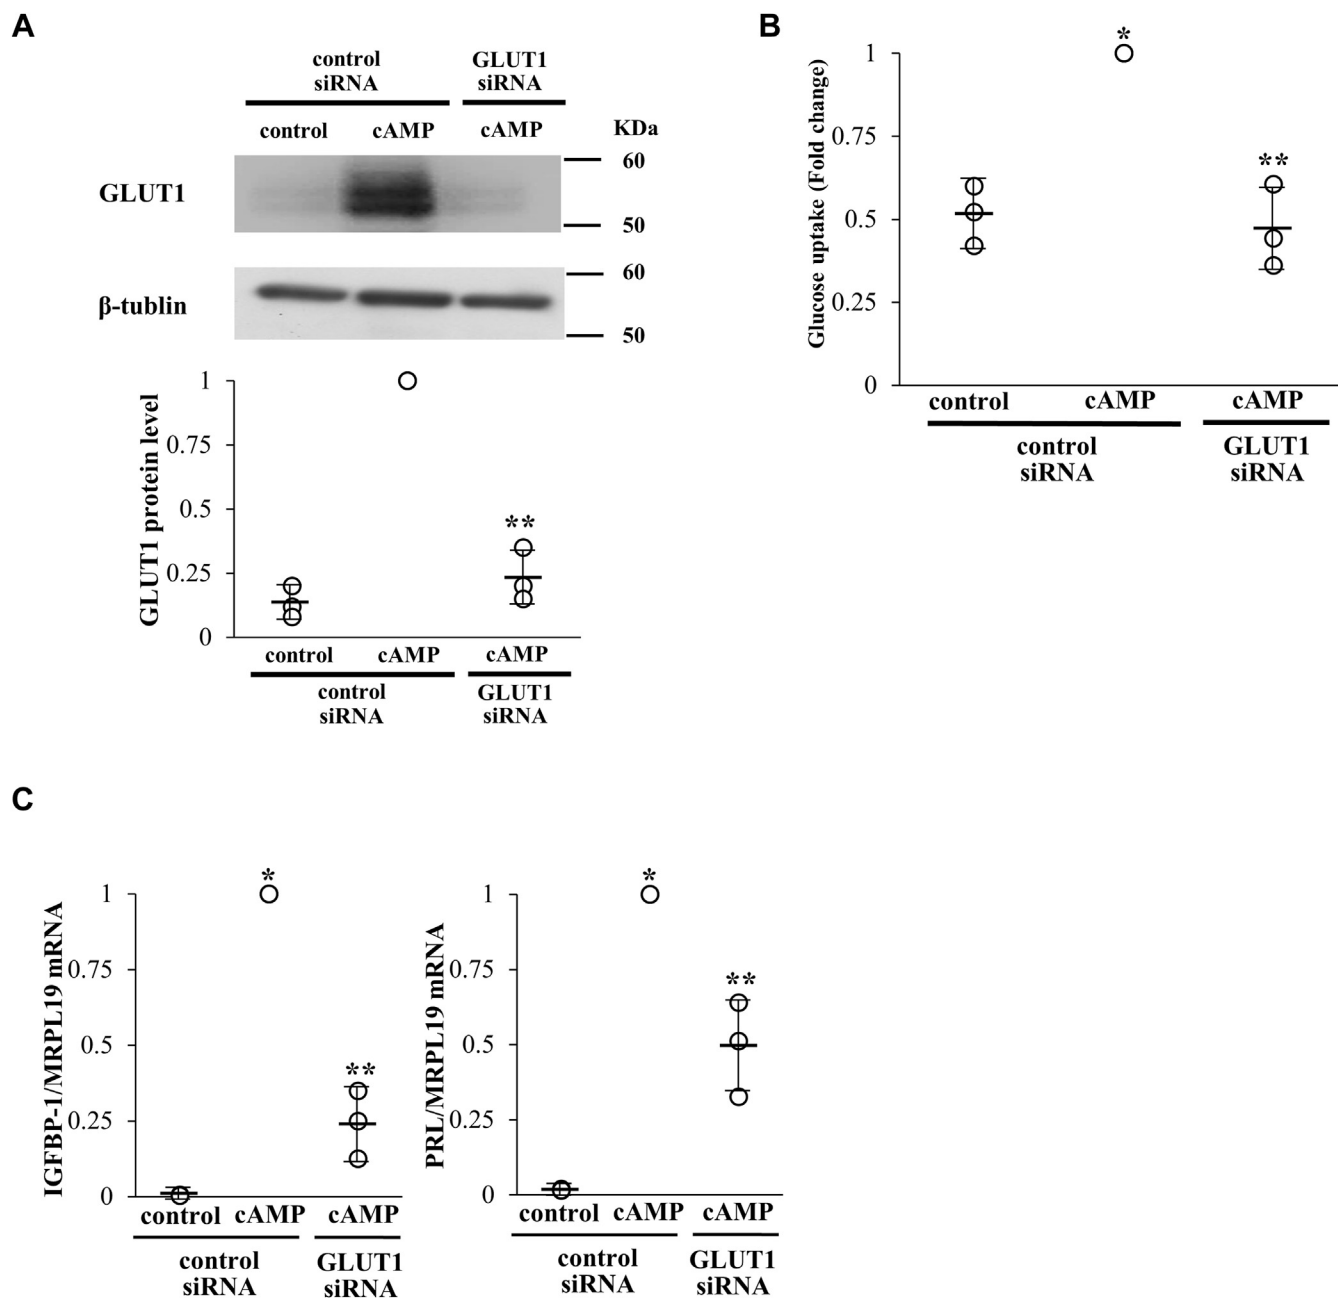 A
control siRNA
GLUT1 siRNA
control
cAMP
cAMP
KDa
GLUT1
60
50
β-tublin
60
50
GLUT1 protein level
1
0.75
0.5
0.25
0
**
control
cAMP
cAMP
control siRNA
GLUT1 siRNA
B
Glucose uptake (Fold change)
1
0.75
0.5
0.25
0
*
**
control
cAMP
cAMP
control siRNA
GLUT1 siRNA
C
IGFBP-1/MRPL19 mRNA
1
0.75
0.5
0.25
0
*
**
control
cAMP
cAMP
control siRNA
GLUT1 siRNA
PRL/MRPL19 mRNA
1
0.75
0.5
0.25
0
*
**
control
cAMP
cAMP
control siRNA
GLUT1 siRNA